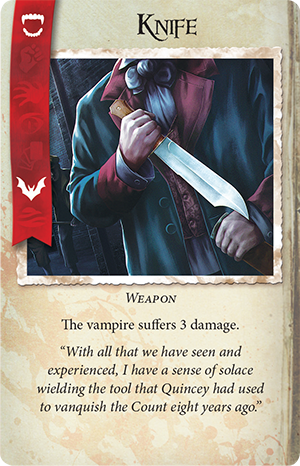 Knife
Weapon
The vampire suffers 3 damage.
“With all that we have seen and
experienced, I have a sense of solace
wielding the tool that Quincey had used
to vanquish the Count eight years ago.”